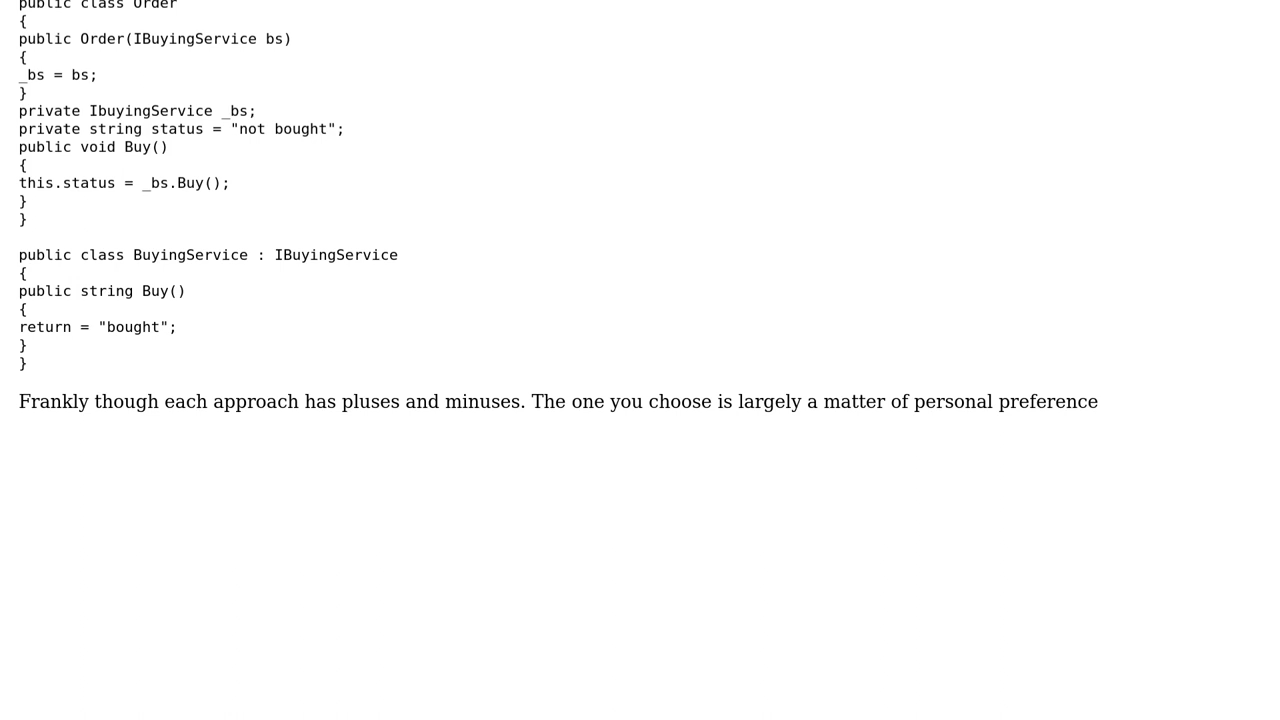 public class Order
{
public Order(IBuyingService bs)
{
_bs = bs;
}
private IbuyingService _bs;
private string status = "not bought";
public void Buy()
{
this.status = _bs.Buy();
}
}

public class BuyingService : IBuyingService
{
public string Buy()
{
return = "bought";
}
}

Frankly though each approach has pluses and minuses. The one you choose is largely a matter of personal preference